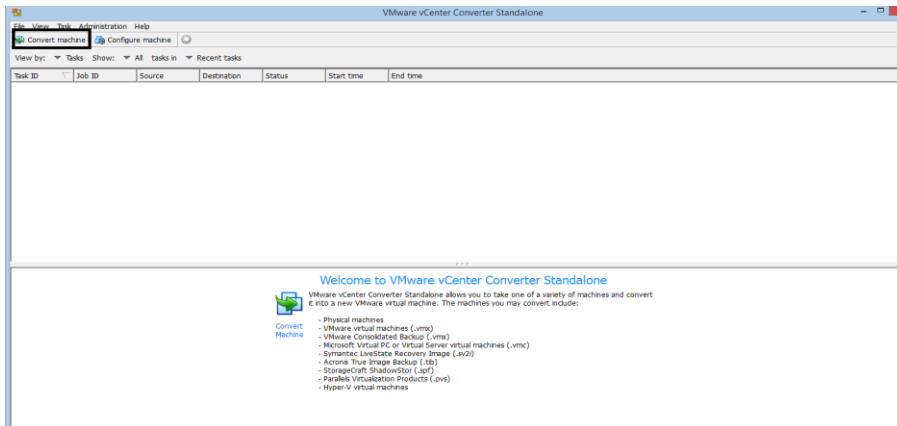 VMware vCenter Converter Standalone
File View Task Administration Help
Convert machine Configure machine
View by: Tasks Show: All tasks in Recent tasks
Task ID Job ID Source Destination Status Start time End time
Welcome to VMware vCenter Converter Standalone
VMware vCenter Converter Standalone allows you to take one of a variety of machines and convert
it into a new VMware virtual machine. The machines you may convert include:
Convert
Machine
- Physical machines
- VMware virtual machines (.vmx)
- VMware Consolidated Backup (.vmx)
- Microsoft Virtual PC or Virtual Server virtual machines (.vmc)
- Symantec LiveState Recovery Image (.sv2i)
- Acronis True Image Backup (.tib)
- StorageCraft ShadowStor (.spf)
- Parallels Virtualization Products (.pvs)
- Hyper-V virtual machines